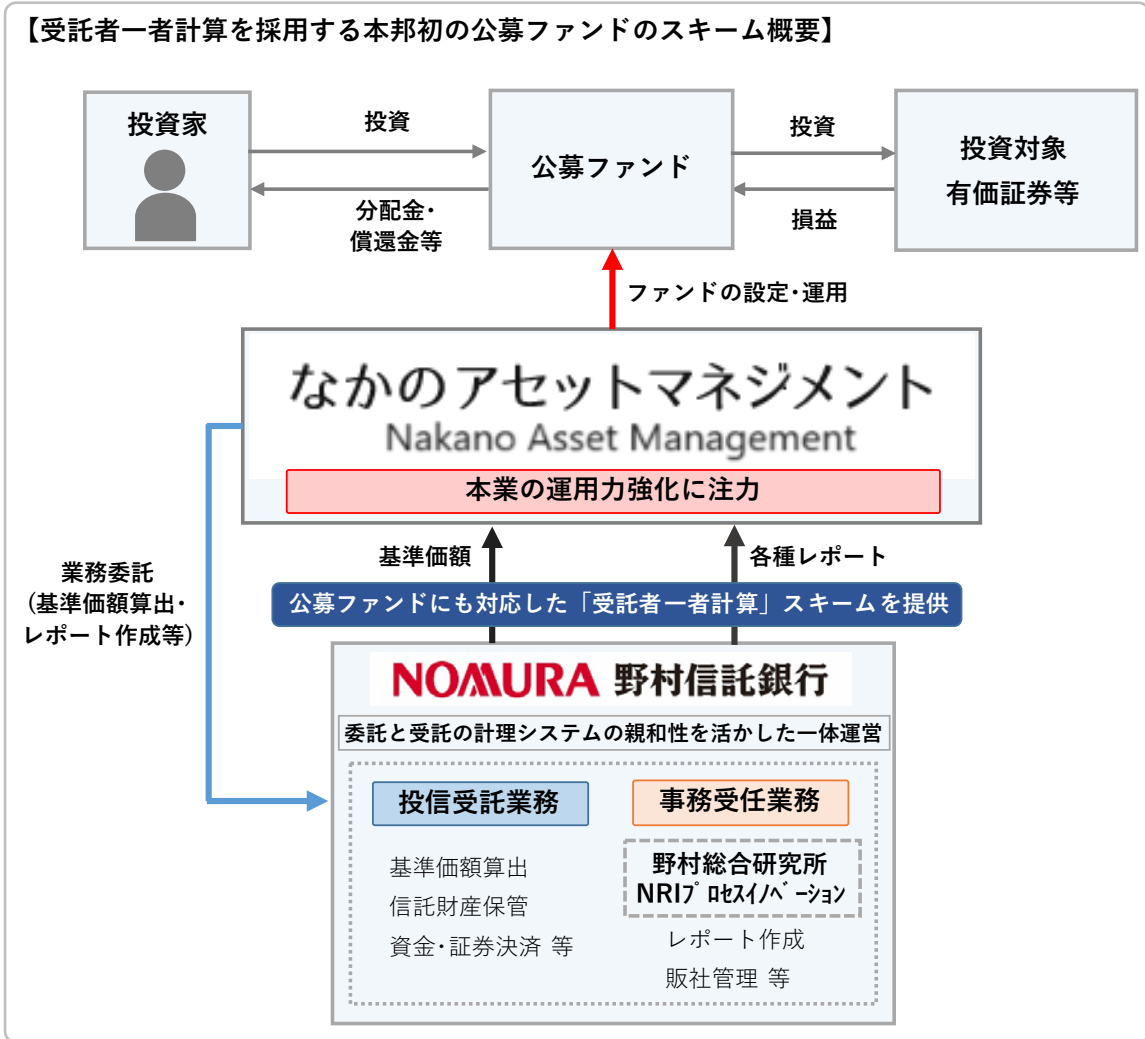 【受託者一者計算を採用する本邦初の公募ファンドのスキーム概要】
投資家
投資
分配金・
償還金等
公募ファンド
投資
損益
投資対象
有価証券等
ファンドの設定・運用
なかのアセットマネジメント
Nakano Asset Management
本業の運用力強化に注力
業務委託
(基準価額算出・
レポート作成等)
基準価額
各種レポート
公募ファンドにも対応した「受託者一者計算」スキームを提供
NOMURA 野村信託銀行
委託と受託の計理システムの親和性を活かした一体運営
投信受託業務
基準価額算出
信託財産保管
資金・証券決済 等
事務受任業務
野村総合研究所
NRIプロセスイノベーション
レポート作成
販社管理 等